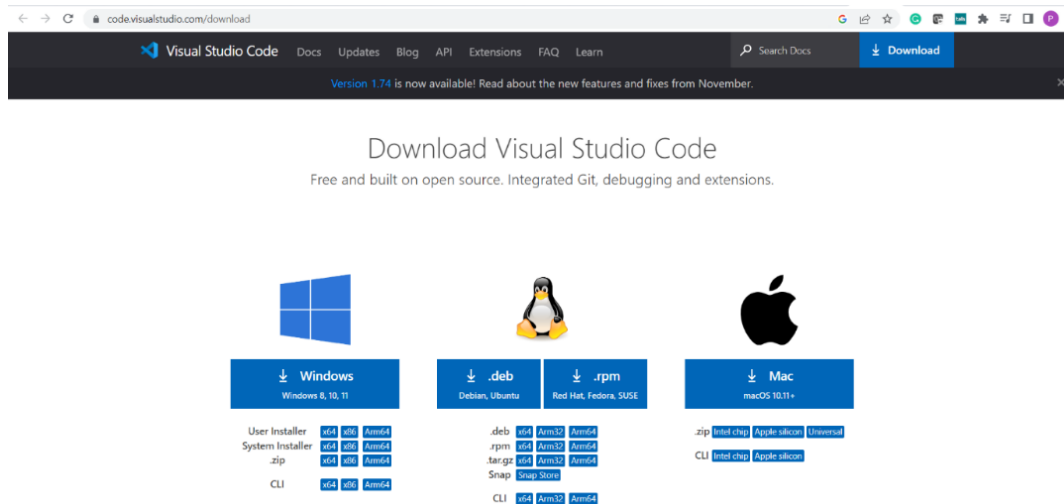 code.visualstudio.com/download
Visual Studio Code Docs Updates Blog API Extensions FAQ Learn Search Docs Download
Version 1.74 is now available! Read about the new features and fixes from November.
Download Visual Studio Code
Free and built on open source. Integrated Git, debugging and extensions.
Windows
Windows 8, 10, 11
User Installer x64 x86 Arm64
System Installer x64 x86 Arm64
.zip x64 x86 Arm64
CLI x64 x86 Arm64
.deb
Debian, Ubuntu
.rpm
Red Hat, Fedora, SUSE
.deb x64 Arm32 Arm64
.rpm x64 Arm32 Arm64
.tar.gz x64 Arm32 Arm64
Snap Snap Store
CLI x64 Arm32 Arm64
Mac
macOS 10.11+
.zip Intel chip Apple silicon Universal
CLI Intel chip Apple silicon